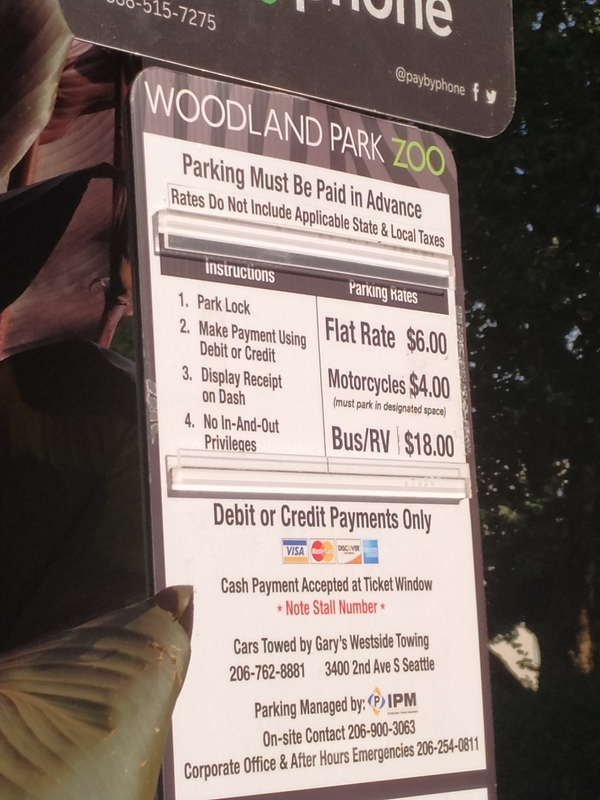 515-7275
phone
@paybyphone
WOODLAND PARK ZOO
Parking Must Be Paid in Advance
Rates Do Not Include Applicable State & Local Taxes
Instructions
Parking Rates
1. Park Lock
2. Make Payment Using
Debit or Credit
3. Display Receipt
on Dash
4. No In-And-Out
Privileges
Flat Rate $6.00
Motorcycles $4.00
(must park in designated space)
Bus/RV $18.00
Debit or Credit Payments Only
VISA MasterCard DISCOVER
Cash Payment Accepted at Ticket Window
* Note Stall Number *
Cars Towed by Gary's Westside Towing
206-762-8881 3400 2nd Ave S Seattle
Parking Managed by: P IPM
On-site Contact 206-900-3063
Corporate Office & After Hours Emergencies 206-254-0811